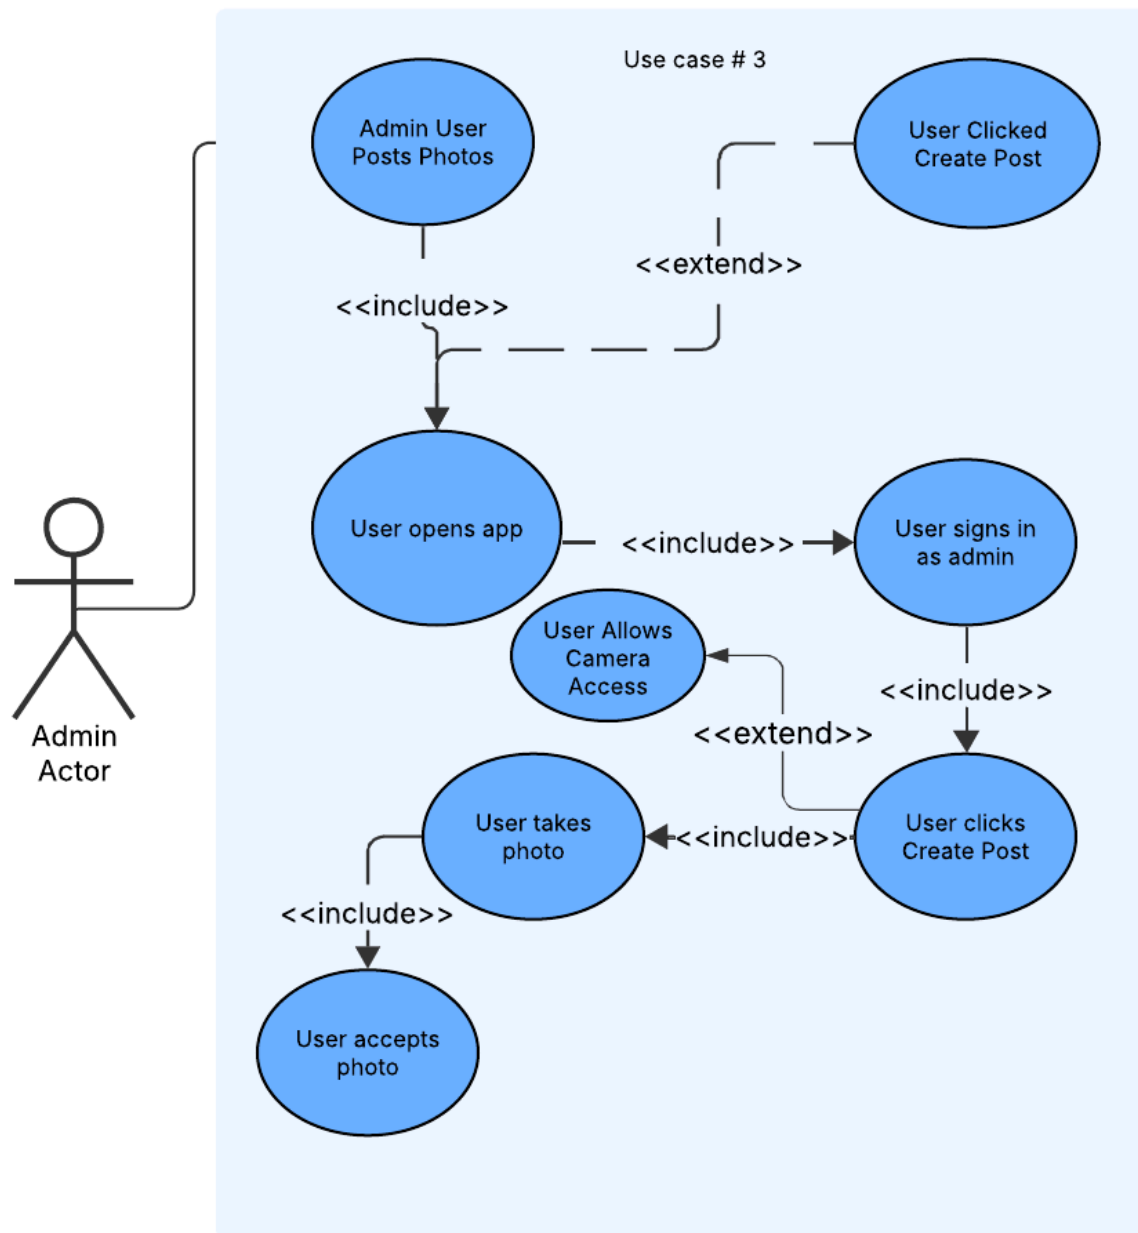 Use case # 3
Admin User
Posts Photos
User Clicked
Create Post
<<extend>>
<<include>>
User opens app
<<include>>
User signs in
as admin
User Allows
Camera
Access
<<include>>
<<extend>>
Admin
Actor
User takes
photo
<<include>>
User clicks
Create Post
<<include>>
User accepts
photo